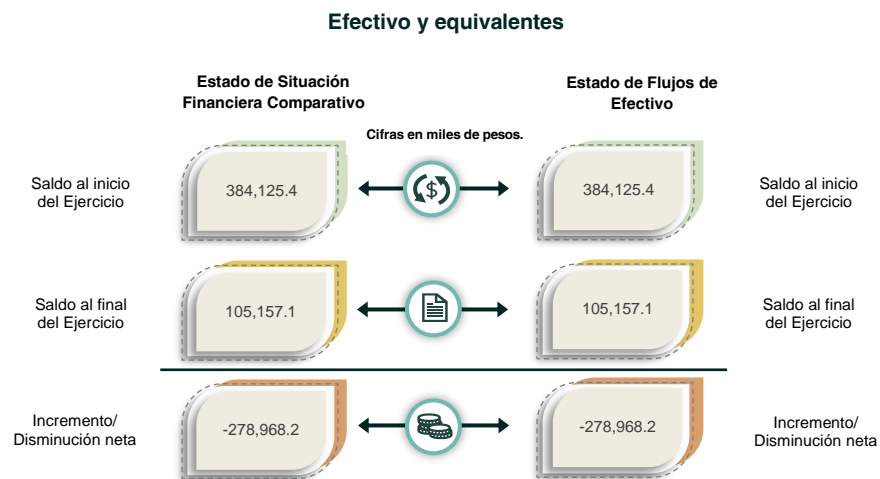 Efectivo y equivalentes
Estado de Situación
Financiera Comparativo
Estado de Flujos de
Efectivo
Cifras en miles de pesos.
Saldo al inicio
del Ejercicio
384,125.4
$
384,125.4
Saldo al inicio
del Ejercicio
Saldo al final
del Ejercicio
105,157.1
105,157.1
Saldo al final
del Ejercicio
Incremento/
Disminución neta
-278,968.2
-278,968.2
Incremento/
Disminución neta